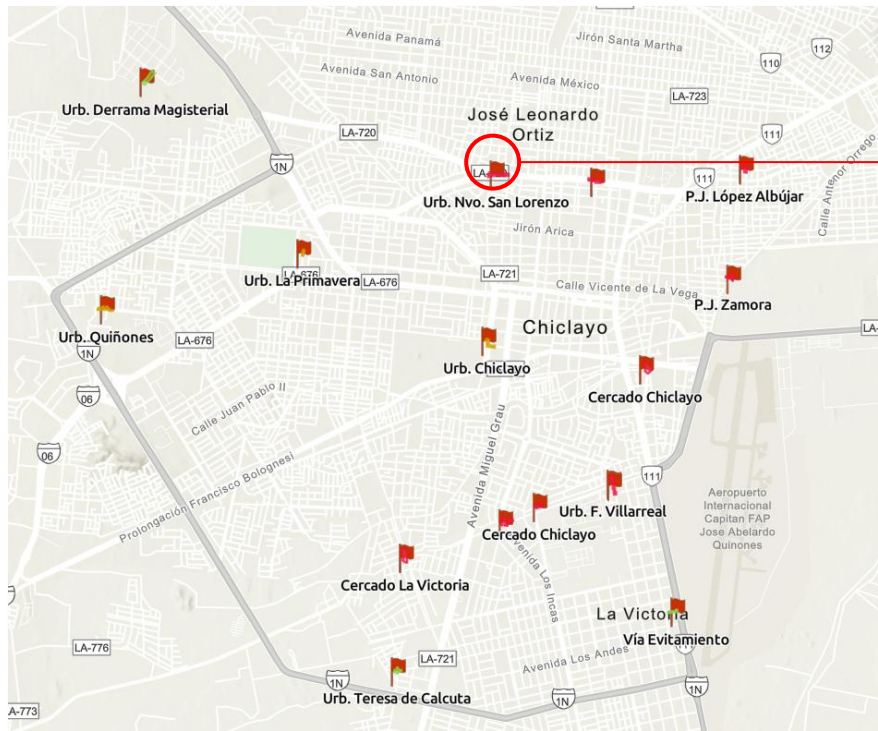 Avenida Panamá
Jirón Santa Martha
112
110
Avenida San Antonio
Avenida México
LA-723
Urb. Derrama Magisterial
José Leonardo
Ortiz
LA-720
111
1N
LA
111
P.J. López Albújar
Calle Antenor Orrego
Urb. Nvo. San Lorenzo
Jirón Arica
Urb. La Primavera
LA-676
LA-676
LA-721
Calle Vicente de La Vega
P.J. Zamora
Urb. Quiñones
1N
LA-676
Chiclayo
LA-
Urb. Chiclayo
Cercado Chiclayo
06
Calle Juan Pablo II
Avenida Miguel Grau
06
Prolongación Francisco Bolognesi
111
Urb. F. Villarreal
Aeropuerto
Internacional
Capitan FAP
Jose Abelardo
Quinones
Cercado Chiclayo
Avenida Los Incas
Cercado La Victoria
La Victoria
Vía Evitamiento
LA-776
LA-721
Avenida Los Andes
1N
Urb. Teresa de Calcuta
1N
1N
A-773